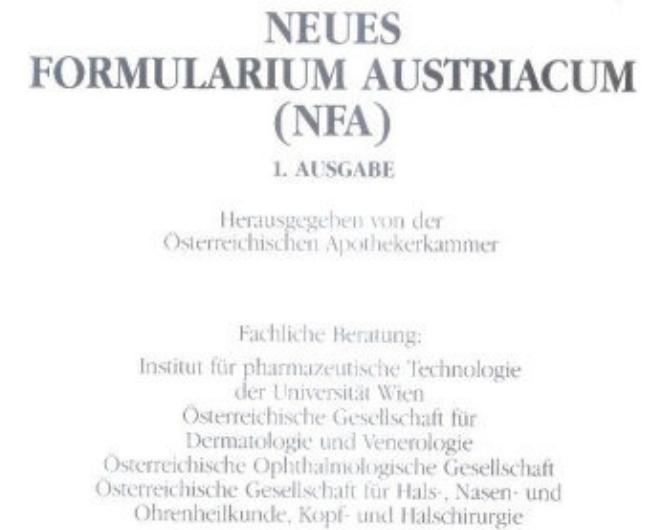 NEUES
FORMULARIUM AUSTRIACUM
(NFA)
1. AUSGABE
Herausgegeben von der
Österreichischen Apothekerkammer
Fachliche Beratung:
Institut für pharmazeutische Technologie
der Universität Wien
Österreichische Gesellschaft für
Dermatologie und Venerologie
Österreichische Ophthalmologische Gesellschaft
Österreichische Gesellschaft für Hals-, Nasen- und
Ohrenheilkunde, Kopf- und Halschirurgie